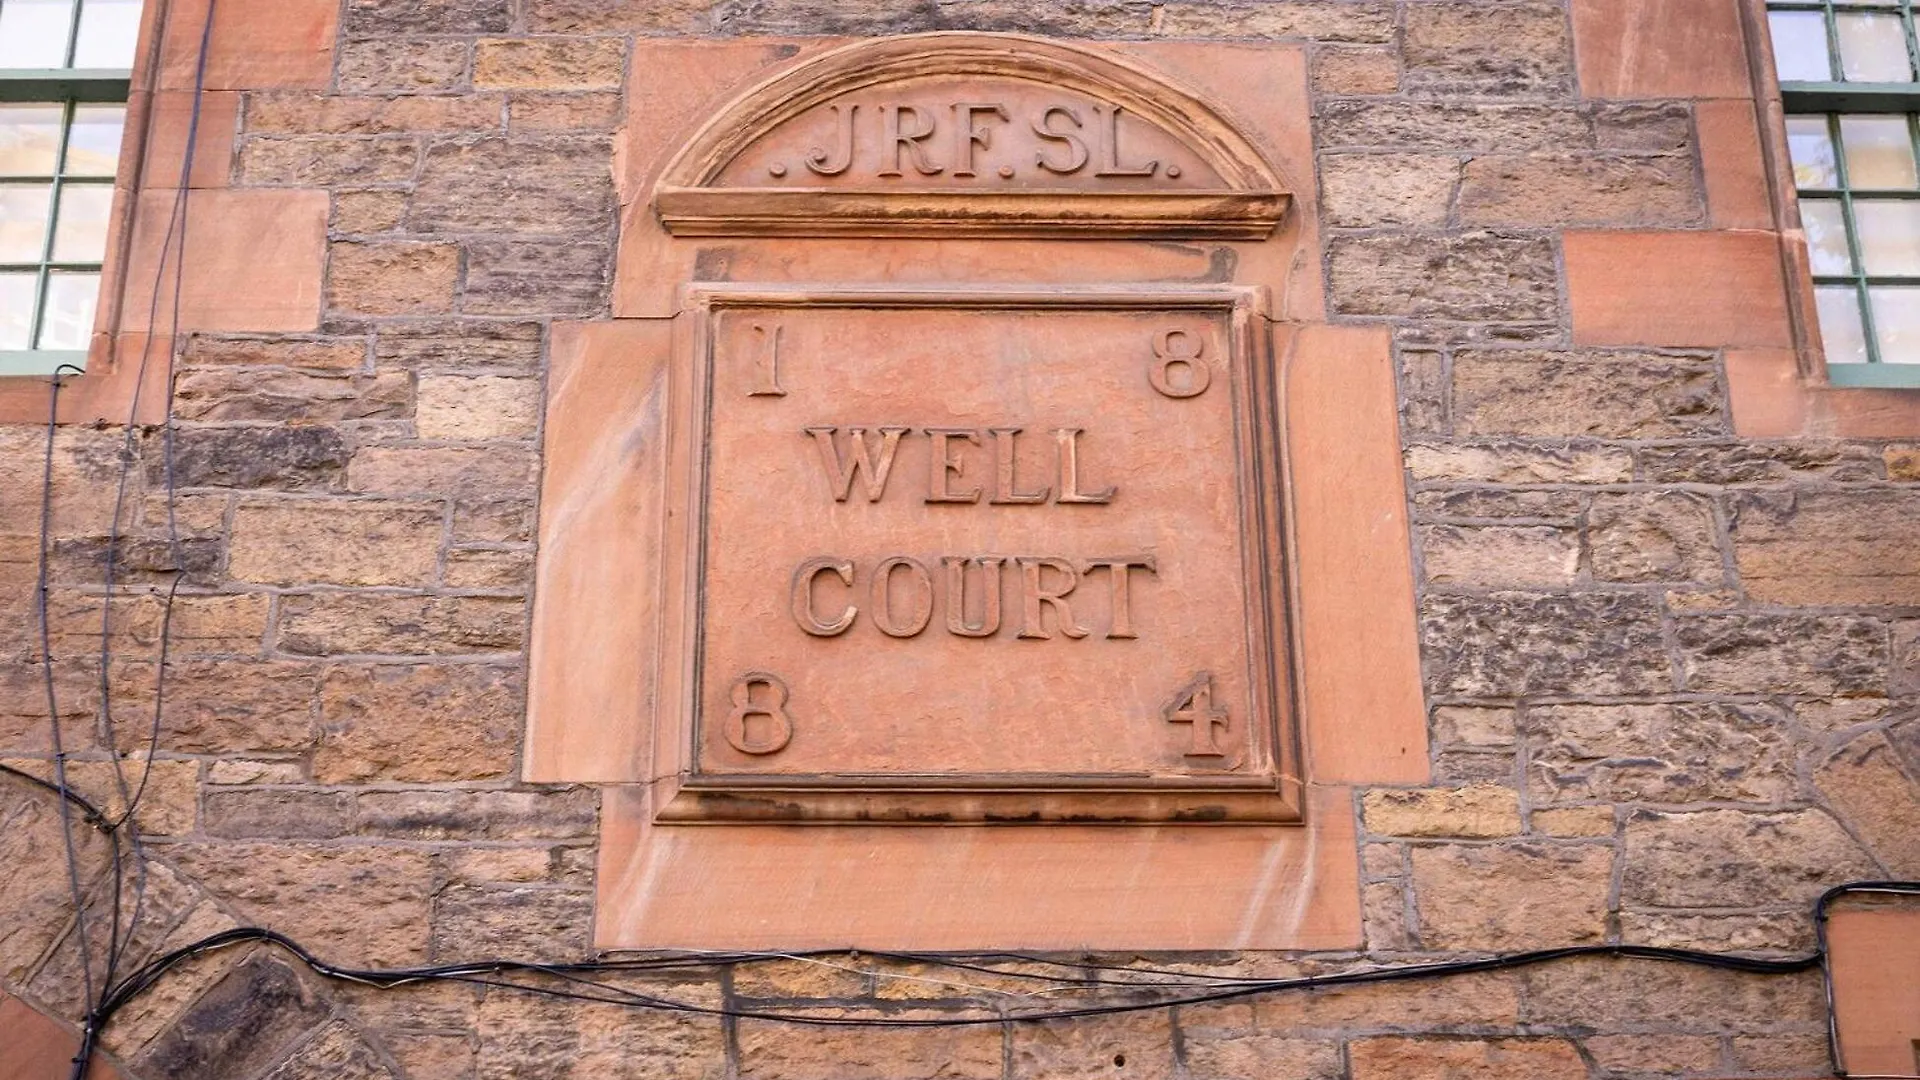 . JRF. SL.
1 8
WELL
COURT
8 4